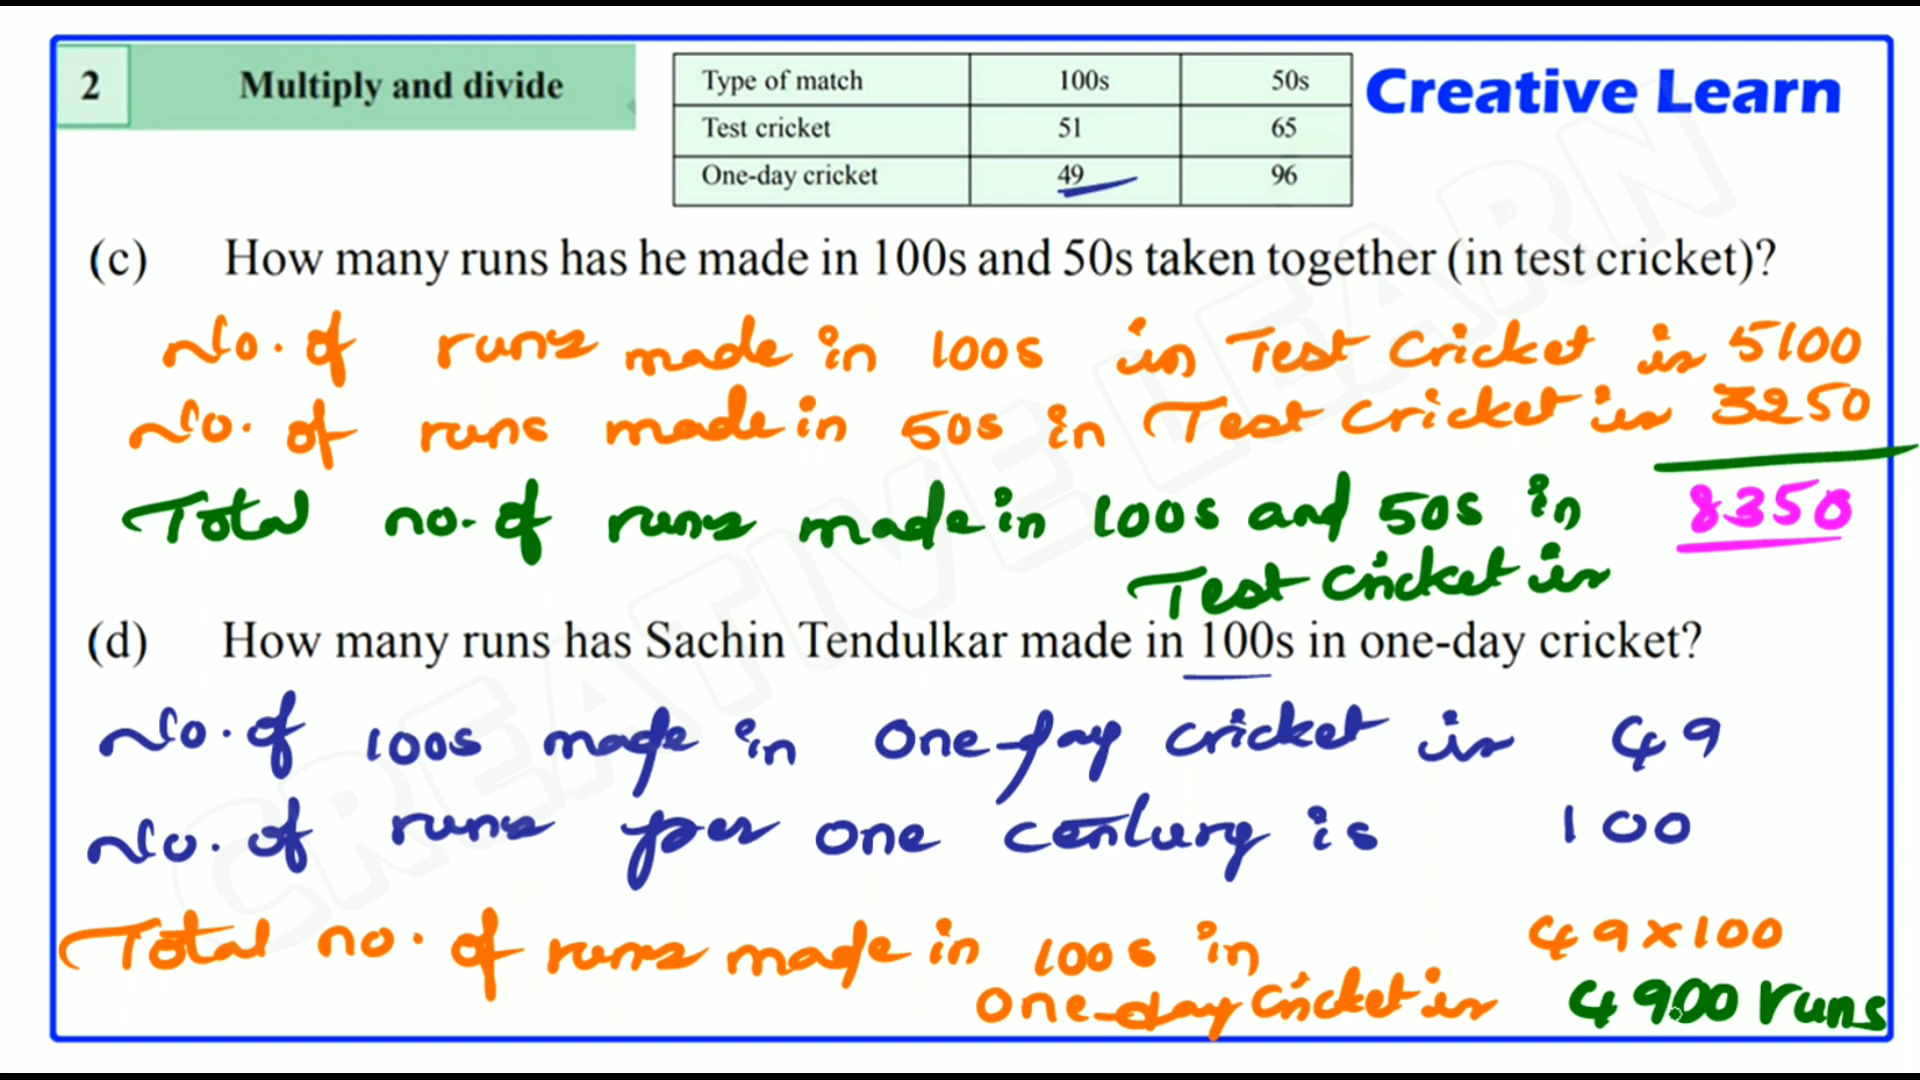 2 Multiply and divide
Type of match 100s 50s
Test cricket 51 65
One-day cricket 49 96
Creative Learn
(c) How many runs has he made in 100s and 50s taken together (in test cricket)?
No. of runs made in 100s in Test Cricket is 5100
No. of runs made in 50s in Test Cricket is 3250
Total no. of runs made in 100s and 50s in 8350
Test Cricket is
(d) How many runs has Sachin Tendulkar made in 100s in one-day cricket?
No. of 100s made in One-day cricket is 49
No. of runs per one century is 100
Total no. of runs made in 100s in 49x100
one-day cricket is 4900 runs
CREATIVE LEARN